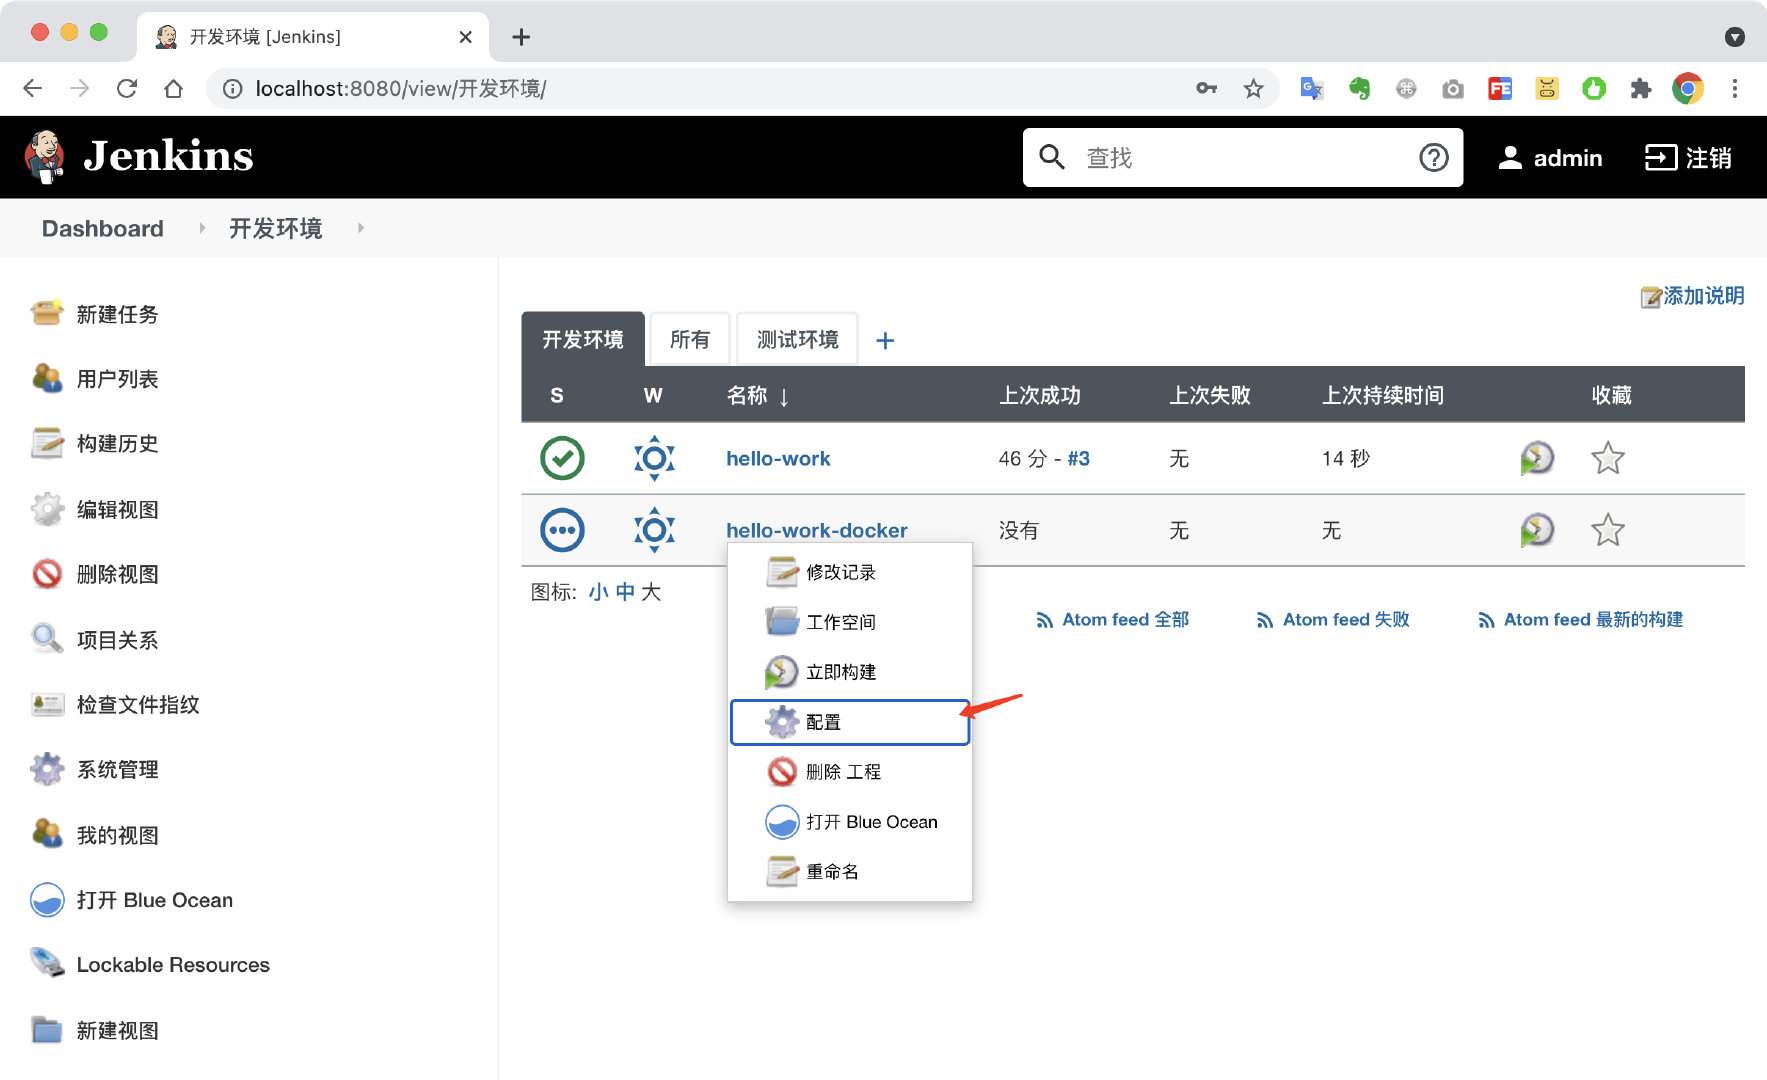 开发环境 [Jenkins]
localhost:8080/view/开发环境/
Jenkins
查找
admin
注销
Dashboard
开发环境
新建任务
用户列表
构建历史
编辑视图
删除视图
项目关系
检查文件指纹
系统管理
我的视图
打开 Blue Ocean
Lockable Resources
新建视图
添加说明
开发环境 所有 测试环境 +
S W 名称 ↓ 上次成功 上次失败 上次持续时间 收藏
hello-work 46 分 - #3 无 14 秒
hello-work-docker 没有 无 无
图标: 小 中 大
Atom feed 全部 Atom feed 失败 Atom feed 最新的构建
修改记录
工作空间
立即构建
配置
删除 工程
打开 Blue Ocean
重命名